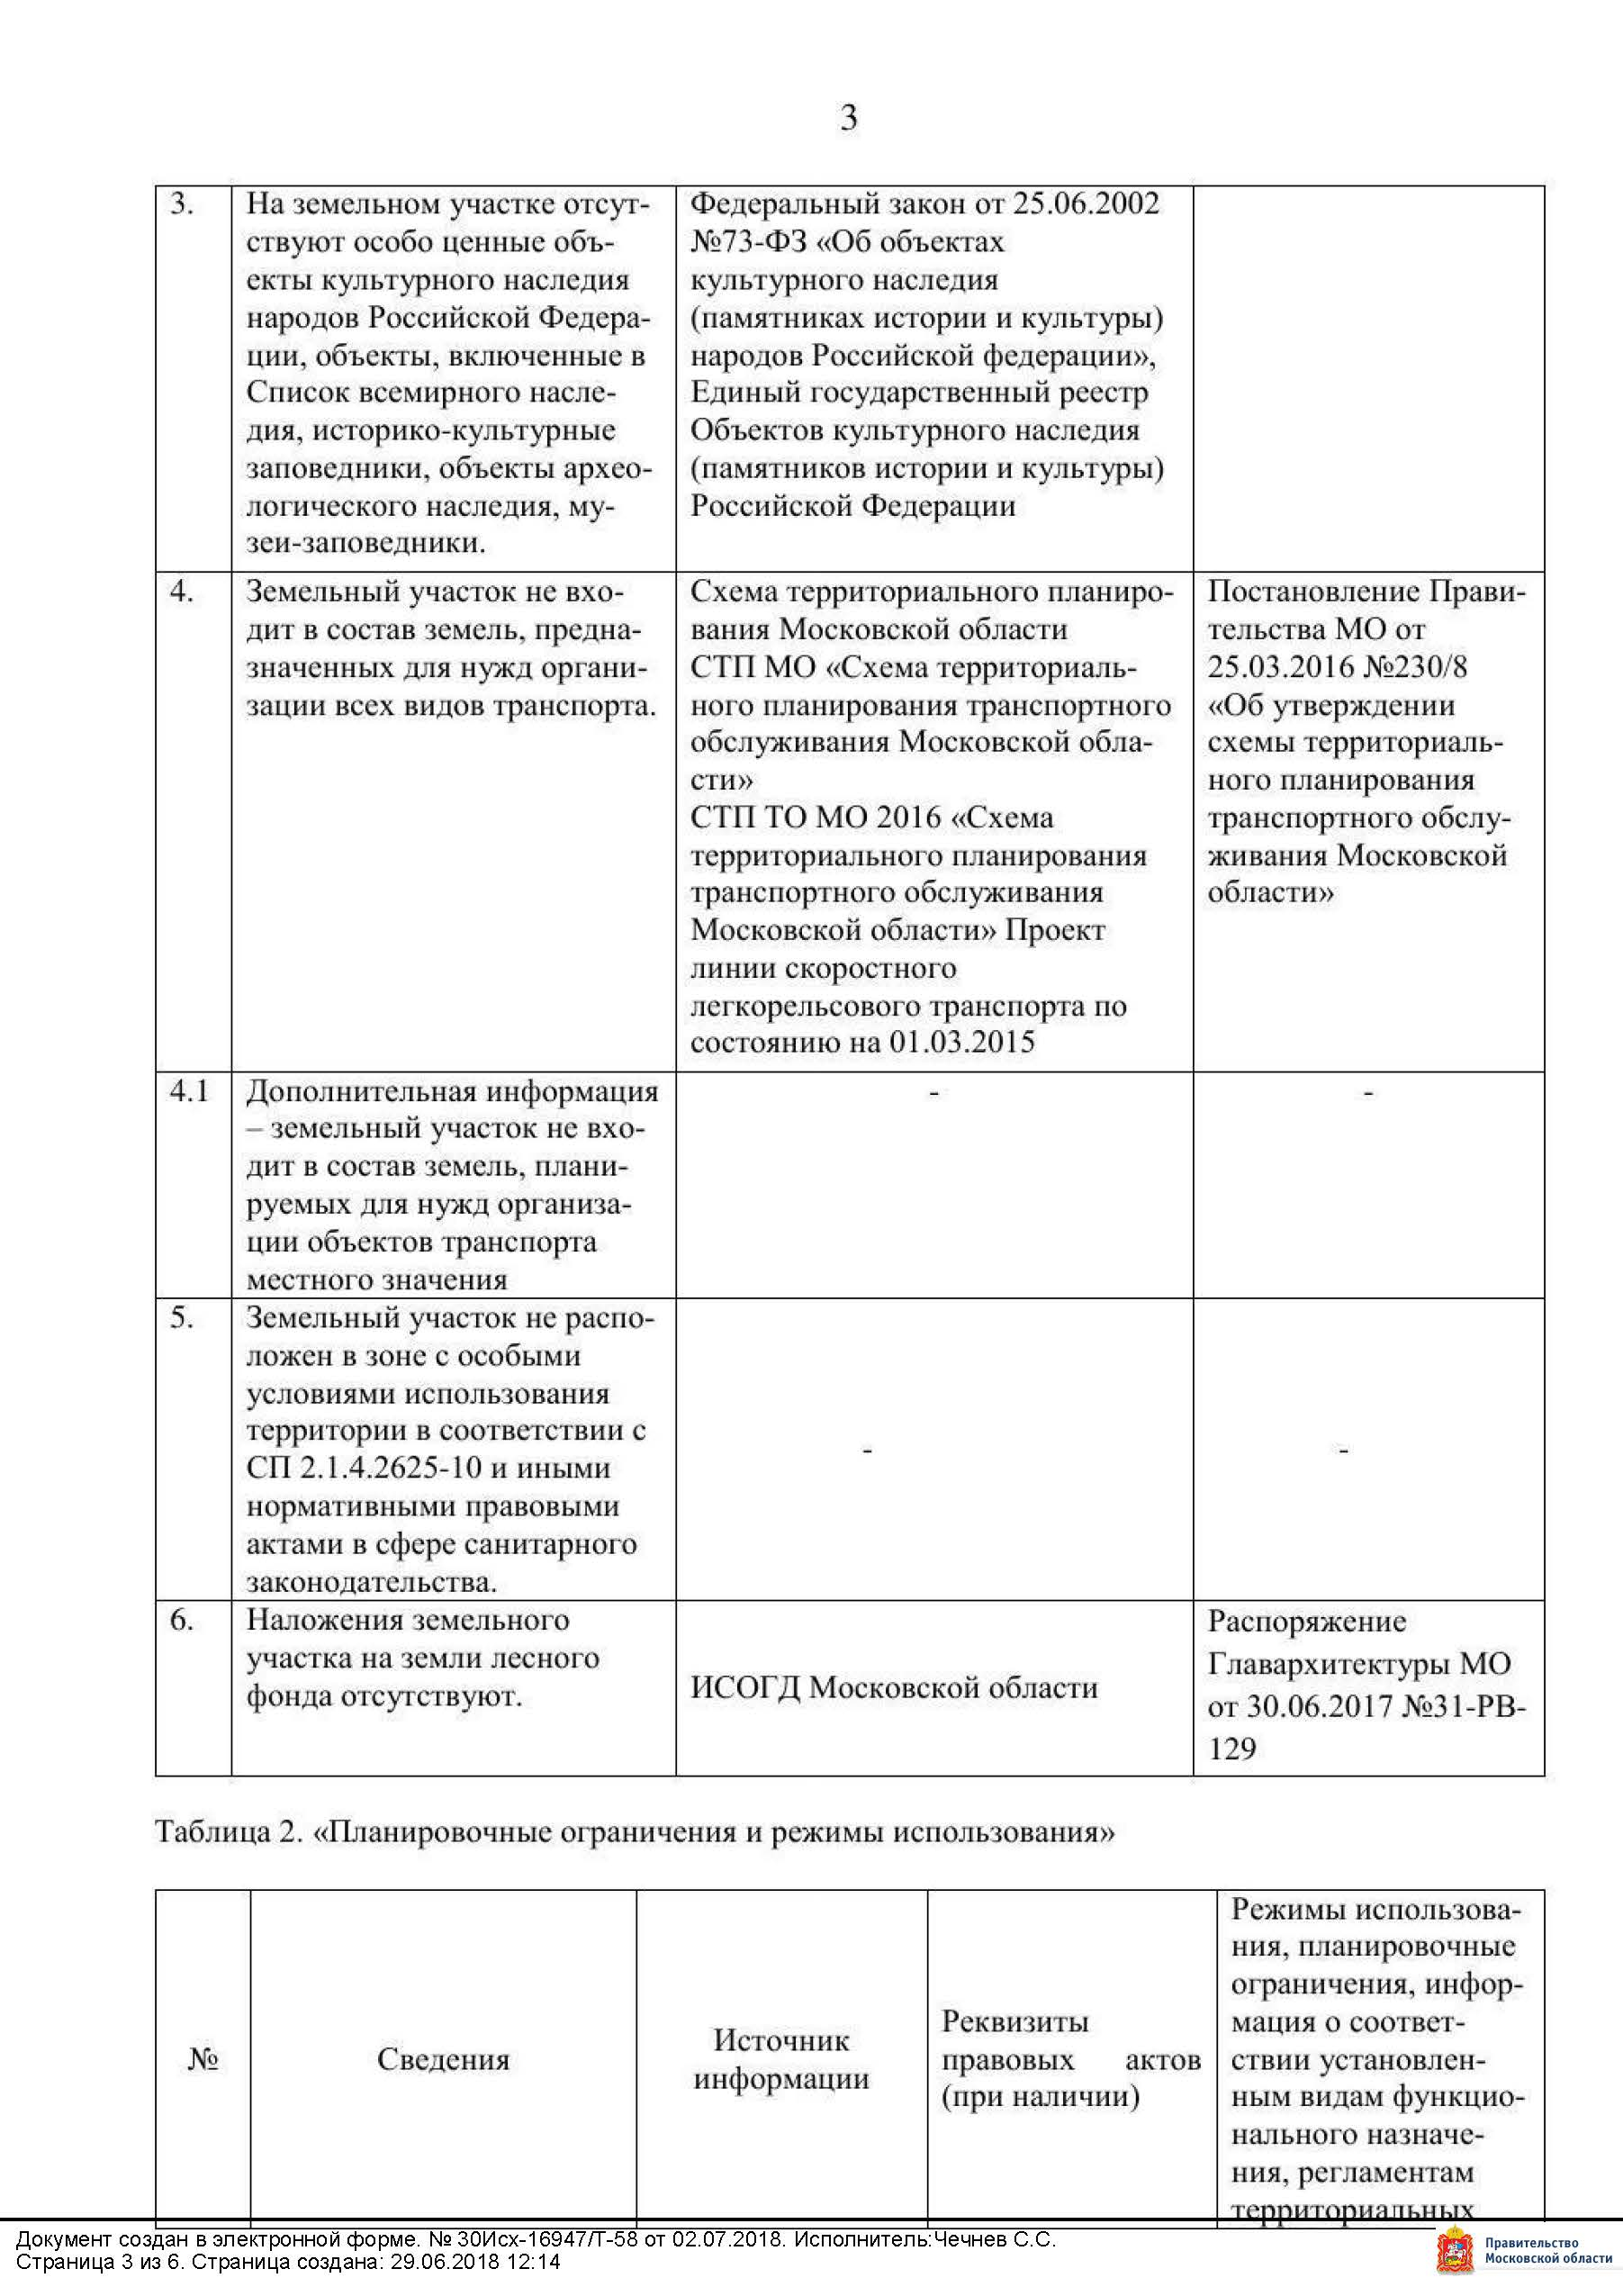 3
3.
На земельном участке отсут-
ствуют особо ценные объ-
екты культурного наследия
народов Российской Федера-
ции, объекты, включенные в
Список всемирного насле-
дия, историко-культурные
заповедники, объекты архео-
логического наследия, му-
зеи-заповедники.
Федеральный закон от 25.06.2002
№73-ФЗ «Об объектах
культурного наследия
(памятниках истории и культуры)
народов Российской федерации»,
Единый государственный реестр
Объектов культурного наследия
(памятников истории и культуры)
Российской Федерации
4.
Земельный участок не вхо-
дит в состав земель, предна-
значенных для нужд органи-
зации всех видов транспорта.
Схема территориального планиро-
вания Московской области
СТП МО «Схема территориаль-
ного планирования транспортного
обслуживания Московской обла-
сти»
СТП ТО МО 2016 «Схема
территориального планирования
транспортного обслуживания
Московской области» Проект
линии скоростного
легкорельсового транспорта по
состоянию на 01.03.2015
Постановление Прави-
тельства МО от
25.03.2016 №230/8
«Об утверждении
схемы территориаль-
ного планирования
транспортного обслу-
живания Московской
области»
4.1
Дополнительная информация
– земельный участок не вхо-
дит в состав земель, плани-
руемых для нужд организа-
ции объектов транспорта
местного значения
-
-
5.
Земельный участок не распо-
ложен в зоне с особыми
условиями использования
территории в соответствии с
СП 2.1.4.2625-10 и иными
нормативными правовыми
актами в сфере санитарного
законодательства.
-
-
6.
Наложения земельного
участка на земли лесного
фонда отсутствуют.
ИСОГД Московской области
Распоряжение
Главархитектуры МО
от 30.06.2017 №31-РВ-
129
Таблица 2. «Планировочные ограничения и режимы использования»
№
Сведения
Источник
информации
Реквизиты
правовых актов
(при наличии)
Режимы использова-
ния, планировочные
ограничения, инфор-
мация о соответ-
ствии установлен-
ным видам функцио-
нального назначе-
ния, регламентам
территориальных
Документ создан в электронной форме. № 30Исх-16947/Т-58 от 02.07.2018. Исполнитель:Чечнев С.С.
Страница 3 из 6. Страница создана: 29.06.2018 12:14
Правительство
Московской области